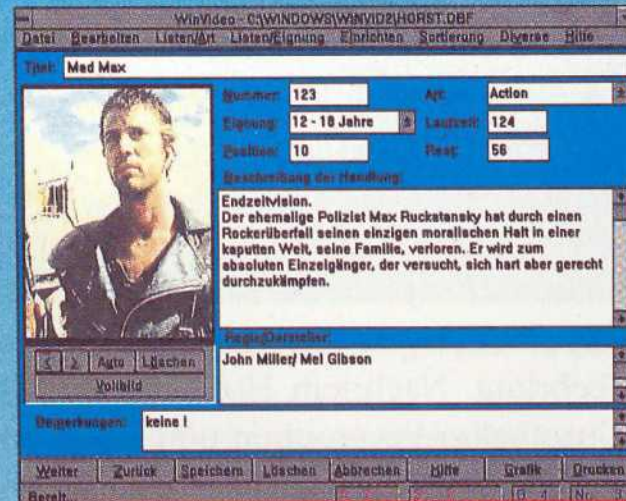 WinVideo - C:\WINDOWS\WINVID2\HORST.DBF
Datei Bearbeiten Listen/Art Listen/Eignung Einrichten Sortierung Diverse
Titel: Mad Max
Nummer: 123 Art: Action
Eignung: 12 - 18 Jahre Laufzeit: 124
Position: 10 Rest: 56
Beschreibung der Handlung:
Endzeitvision.
Der ehemalige Polizist Max Ruckatansky hat durch einen
Rockerüberfall seinen einzigen moralischen Halt in einer
kaputten Welt, seine Familie, verloren. Er wird zum
absoluten Einzelgänger, der versucht, sich hart aber gerecht
durchzukämpfen.
Regie/Darsteller:
John Miller/ Mel Gibson
< > Auto Löschen
Vollbild
Bemerkungen: keine !
Weiter Zurück Speichern Löschen Abbrechen Hilfe Grafik Drucken
Bereit...